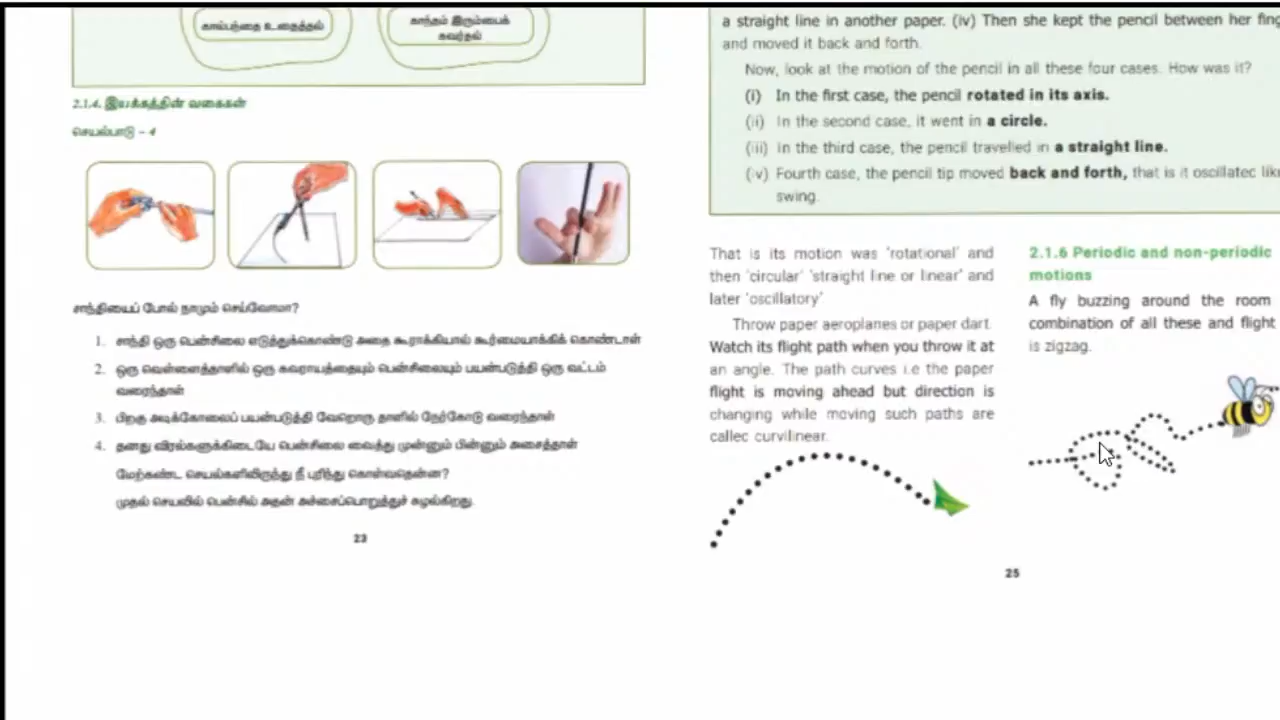 கால்பந்தை உதைத்தல்
காந்தம் இரும்பைக்
கவர்தல்
2.1.4. இயக்கத்தின் வகைகள்
செயல்பாடு – 4
சாந்தியைப் போல் நாமும் செய்வோமா?
1. சாந்தி ஒரு பென்சிலை எடுத்துக்கொண்டு அதை கூராக்கியால் கூர்மையாக்கிக் கொண்டாள்
2. ஒரு வெள்ளைத்தாளில் ஒரு கவராயத்தையும் பென்சிலையும் பயன்படுத்தி ஒரு வட்டம்
வரைந்தாள்
3. பிறகு அடிக்கோலைப் பயன்படுத்தி வேறொரு தாளில் நேர்கோடு வரைந்தாள்
4. தனது விரல்களுக்கிடையே பென்சிலை வைத்து முன்னும் பின்னும் அசைத்தாள்
மேற்கண்ட செயல்களிலிருந்து நீ புரிந்து கொள்வதென்ன?
முதல் செயலில் பென்சில் அதன் அச்சைப்பொறுத்துச் சுழல்கிறது.
23
a straight line in another paper. (iv) Then she kept the pencil between her fing
and moved it back and forth.
Now, look at the motion of the pencil in all these four cases. How was it?
(i) In the first case, the pencil rotated in its axis.
(ii) In the second case, it went in a circle.
(iii) In the third case, the pencil travelled in a straight line.
(iv) Fourth case, the pencil tip moved back and forth, that is it oscillated like
swing.
That is its motion was 'rotational' and
then 'circular' 'straight line or linear' and
later 'oscillatory'
Throw paper aeroplanes or paper dart.
Watch its flight path when you throw it at
an angle. The path curves i.e the paper
flight is moving ahead but direction is
changing while moving such paths are
called curvilinear.
2.1.6 Periodic and non-periodic
motions
A fly buzzing around the room
combination of all these and flight
is zigzag.
25